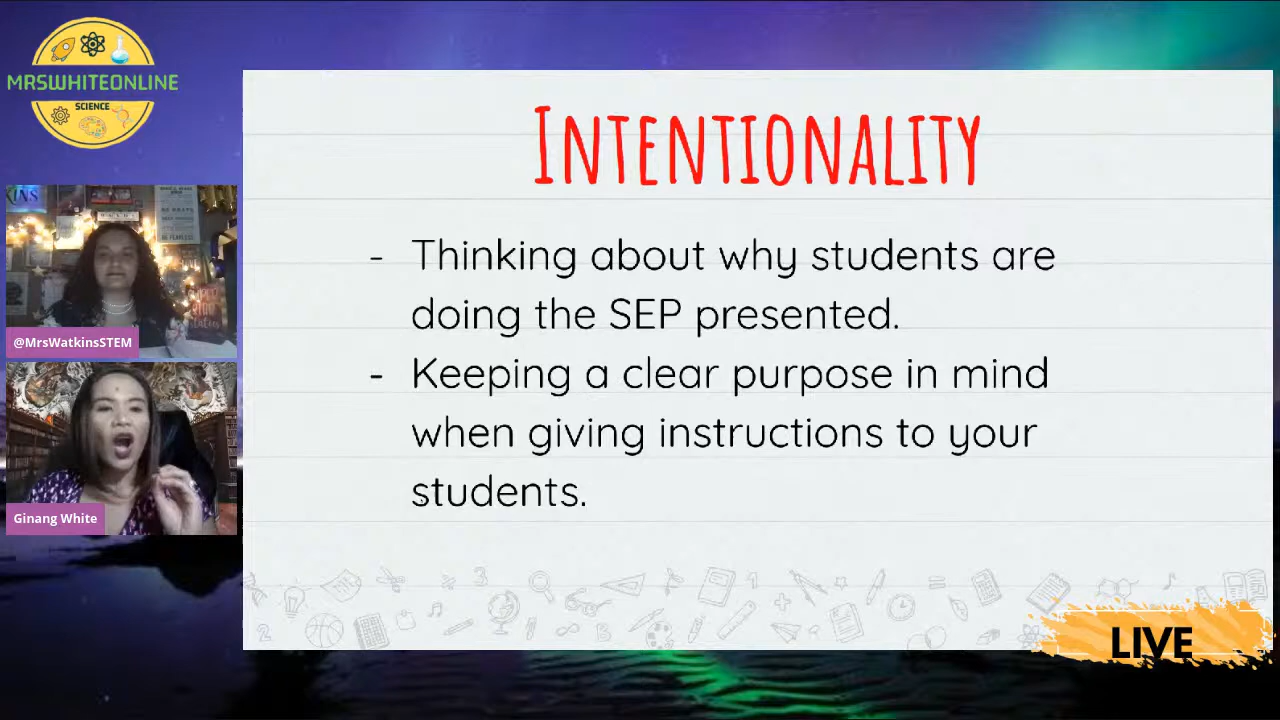 MRSWHITEONLINE
SCIENCE
INTENTIONALITY
- Thinking about why students are
doing the SEP presented.
- Keeping a clear purpose in mind
when giving instructions to your
students.
@MrsWatkinsSTEM
Ginang White
LIVE